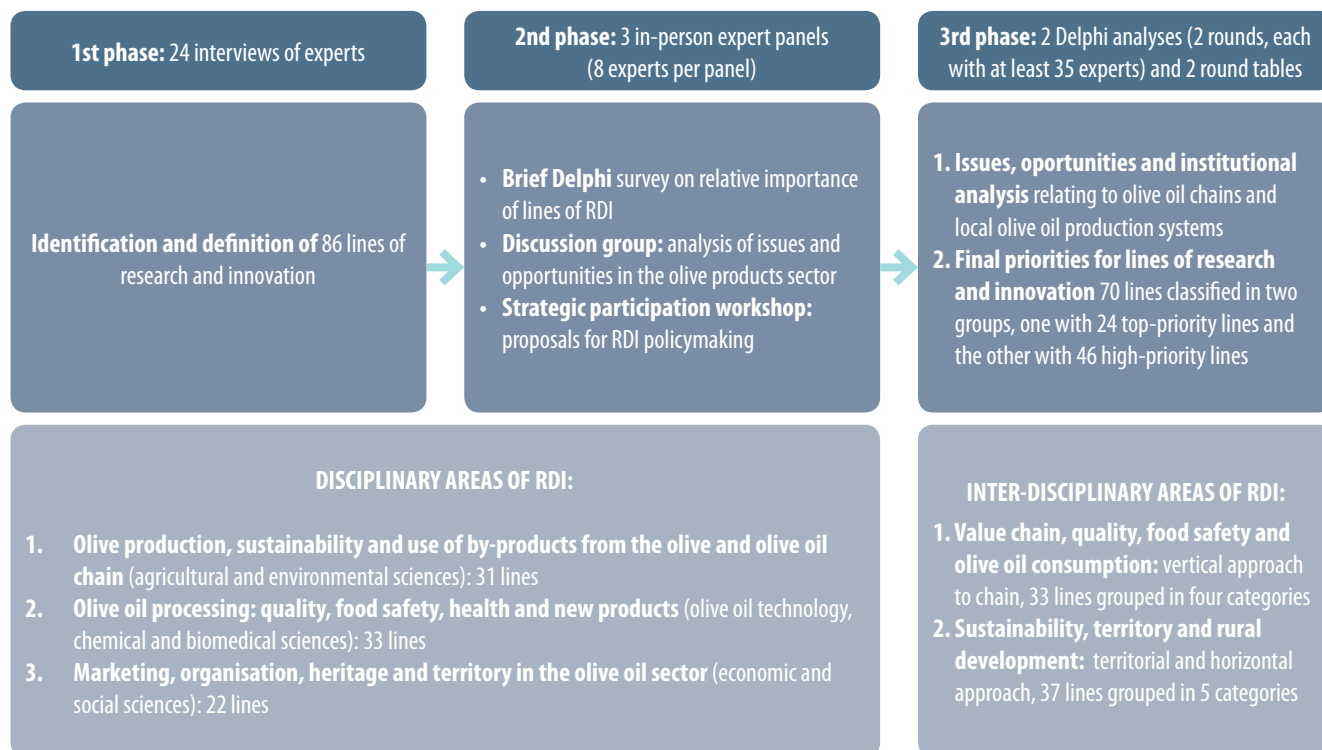 1st phase: 24 interviews of experts
2nd phase: 3 in-person expert panels
(8 experts per panel)
3rd phase: 2 Delphi analyses (2 rounds, each
with at least 35 experts) and 2 round tables
Identification and definition of 86 lines of
research and innovation
• Brief Delphi survey on relative importance
of lines of RDI
• Discussion group: analysis of issues and
opportunities in the olive products sector
• Strategic participation workshop:
proposals for RDI policymaking
1. Issues, oportunities and institutional
analysis relating to olive oil chains and
local olive oil production systems
2. Final priorities for lines of research
and innovation 70 lines classified in two
groups, one with 24 top-priority lines and
the other with 46 high-priority lines
DISCIPLINARY AREAS OF RDI:
1. Olive production, sustainability and use of by-products from the olive and olive oil
chain (agricultural and environmental sciences): 31 lines
2. Olive oil processing: quality, food safety, health and new products (olive oil technology,
chemical and biomedical sciences): 33 lines
3. Marketing, organisation, heritage and territory in the olive oil sector (economic and
social sciences): 22 lines
INTER-DISCIPLINARY AREAS OF RDI:
1. Value chain, quality, food safety and
olive oil consumption: vertical approach
to chain, 33 lines grouped in four categories
2. Sustainability, territory and rural
development: territorial and horizontal
approach, 37 lines grouped in 5 categories